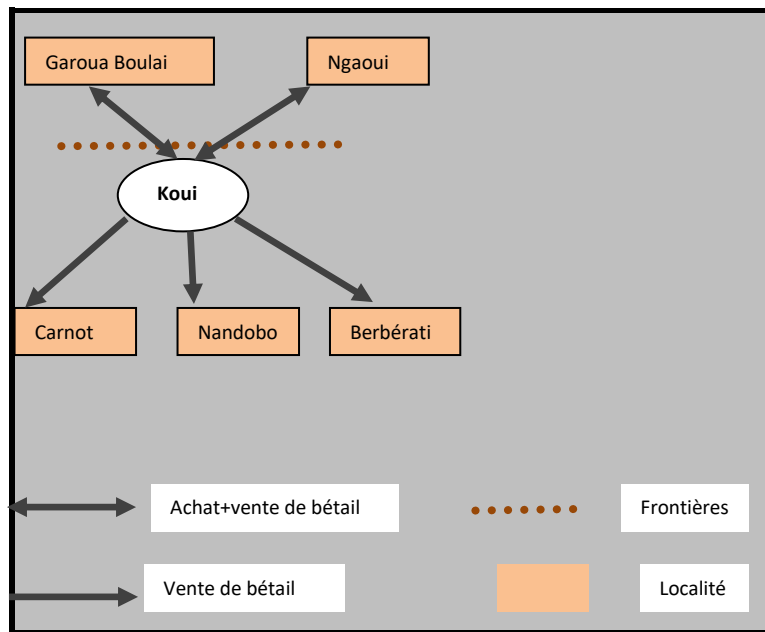 Garoua Boulai
Ngaoui
Koui
Carnot
Nandobo
Berbérati
Achat+vente de bétail
Frontières
Vente de bétail
Localité